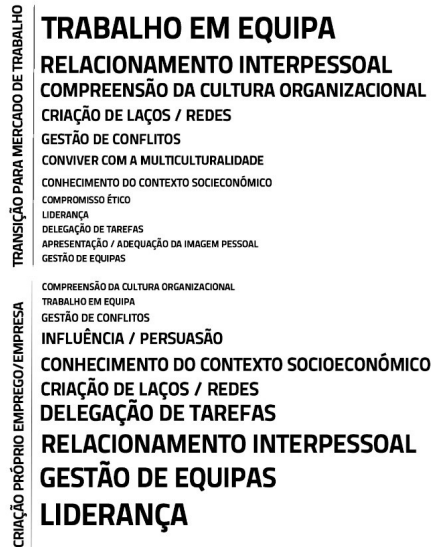 TRANSIÇÃO PARA MERCADO DE TRABALHO
TRABALHO EM EQUIPA
RELACIONAMENTO INTERPESSOAL
COMPREENSÃO DA CULTURA ORGANIZACIONAL
CRIAÇÃO DE LAÇOS / REDES
GESTÃO DE CONFLITOS
CONVIVER COM A MULTICULTURALIDADE
CONHECIMENTO DO CONTEXTO SOCIECONÓMICO
COMPROMISSO ÉTICO
LIDERANÇA
DELEGAÇÃO DE TAREFAS
APRESENTAÇÃO / ADEQUAÇÃO DA IMAGEM PESSOAL
GESTÃO DE EQUIPAS
CRIAÇÃO PRÓPRIO EMPREGO/EMPRESA
COMPREENSÃO DA CULTURA ORGANIZACIONAL
TRABALHO EM EQUIPA
GESTÃO DE CONFLITOS
INFLUÊNCIA / PERSUASÃO
CONHECIMENTO DO CONTEXTO SOCIOECONÓMICO
CRIAÇÃO DE LAÇOS / REDES
DELEGAÇÃO DE TAREFAS
RELACIONAMENTO INTERPESSOAL
GESTÃO DE EQUIPAS
LIDERANÇA